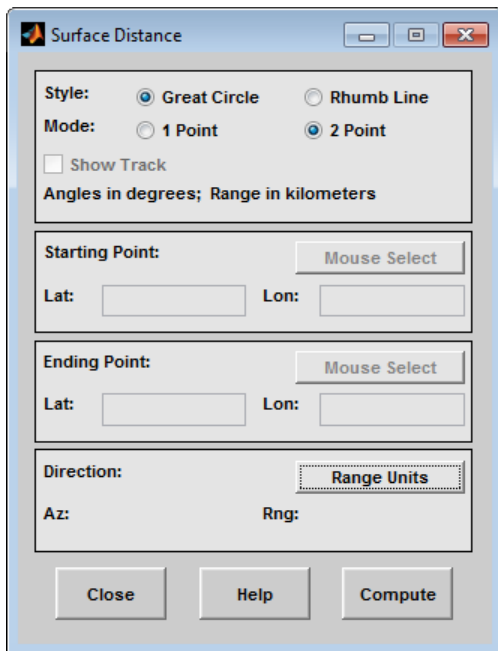 Surface Distance
Style: Great Circle Rhumb Line
Mode: 1 Point 2 Point
Show Track
Angles in degrees; Range in kilometers
Starting Point: Mouse Select
Lat: Lon:
Ending Point: Mouse Select
Lat: Lon:
Direction: Range Units
Az: Rng:
Close Help Compute